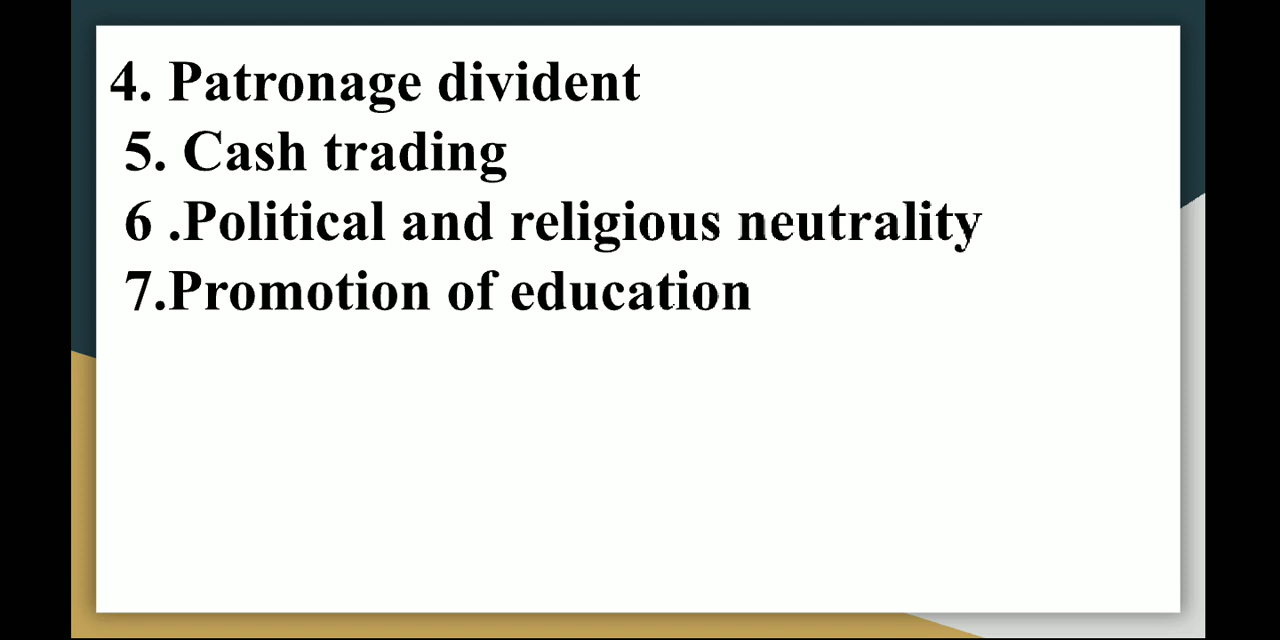 4. Patronage divident
5. Cash trading
6 .Political and religious neutrality
7.Promotion of education